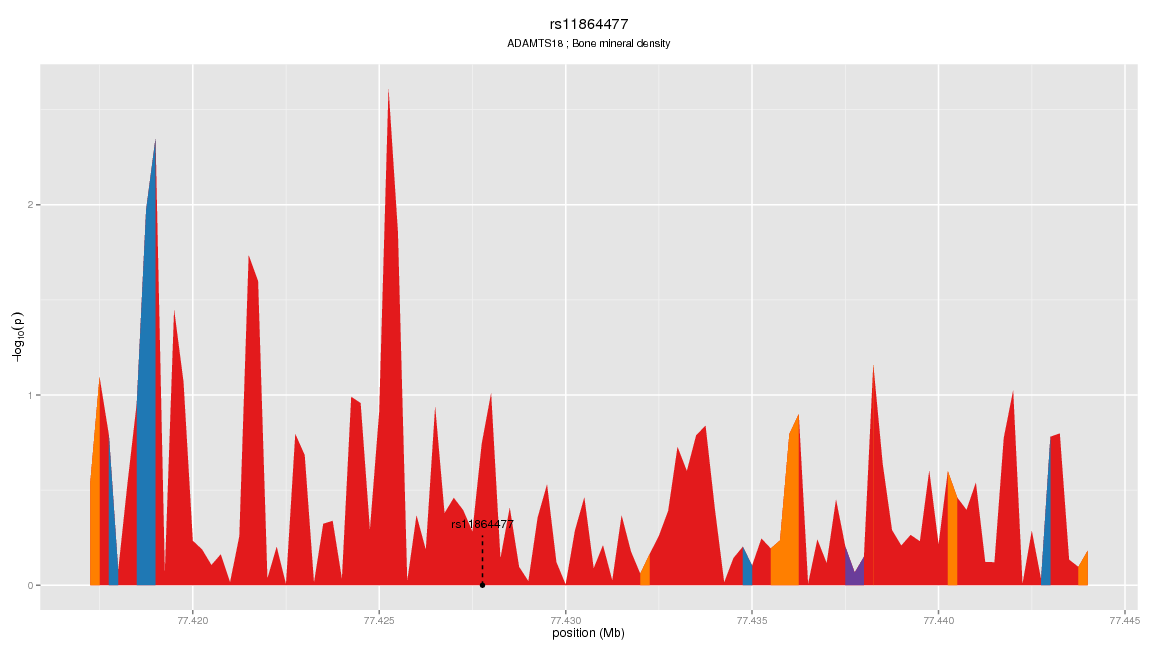 rs11864477
ADAMTS18 ; Bone mineral density
−log10(p)
2
1
0
rs11864477
77.420 77.425 77.430 77.435 77.440 77.445
position (Mb)